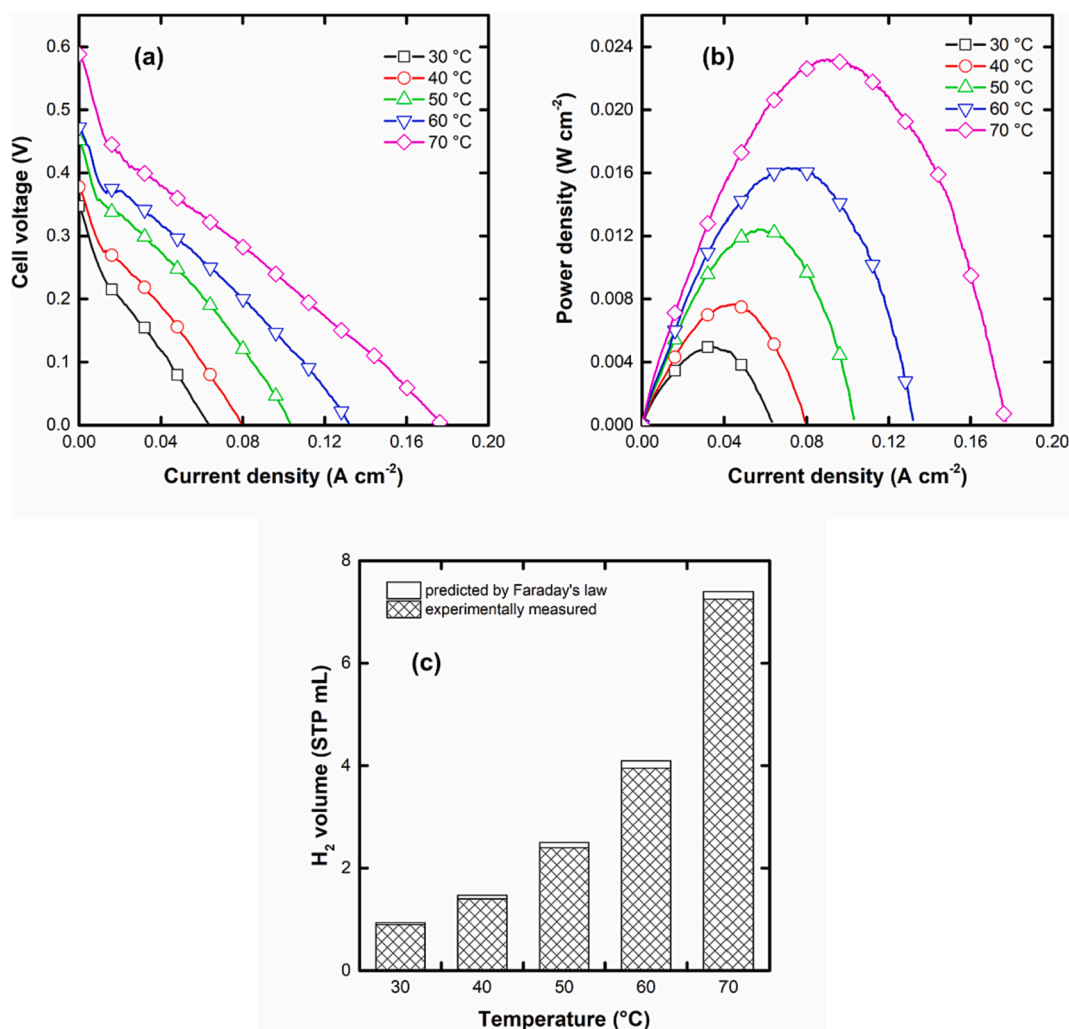 (a)
30 °C
40 °C
50 °C
60 °C
70 °C
0.6
0.5
0.4
0.3
0.2
0.1
0.0
Cell voltage (V)
0.00 0.04 0.08 0.12 0.16 0.20
Current density (A cm⁻²)
(b)
30 °C
40 °C
50 °C
60 °C
70 °C
0.024
0.020
0.016
0.012
0.008
0.004
0.000
Power density (W cm⁻²)
0.00 0.04 0.08 0.12 0.16 0.20
Current density (A cm⁻²)
8
6
4
2
0
H₂ volume (STP mL)
predicted by Faraday's law
experimentally measured
(c)
30 40 50 60 70
Temperature (°C)